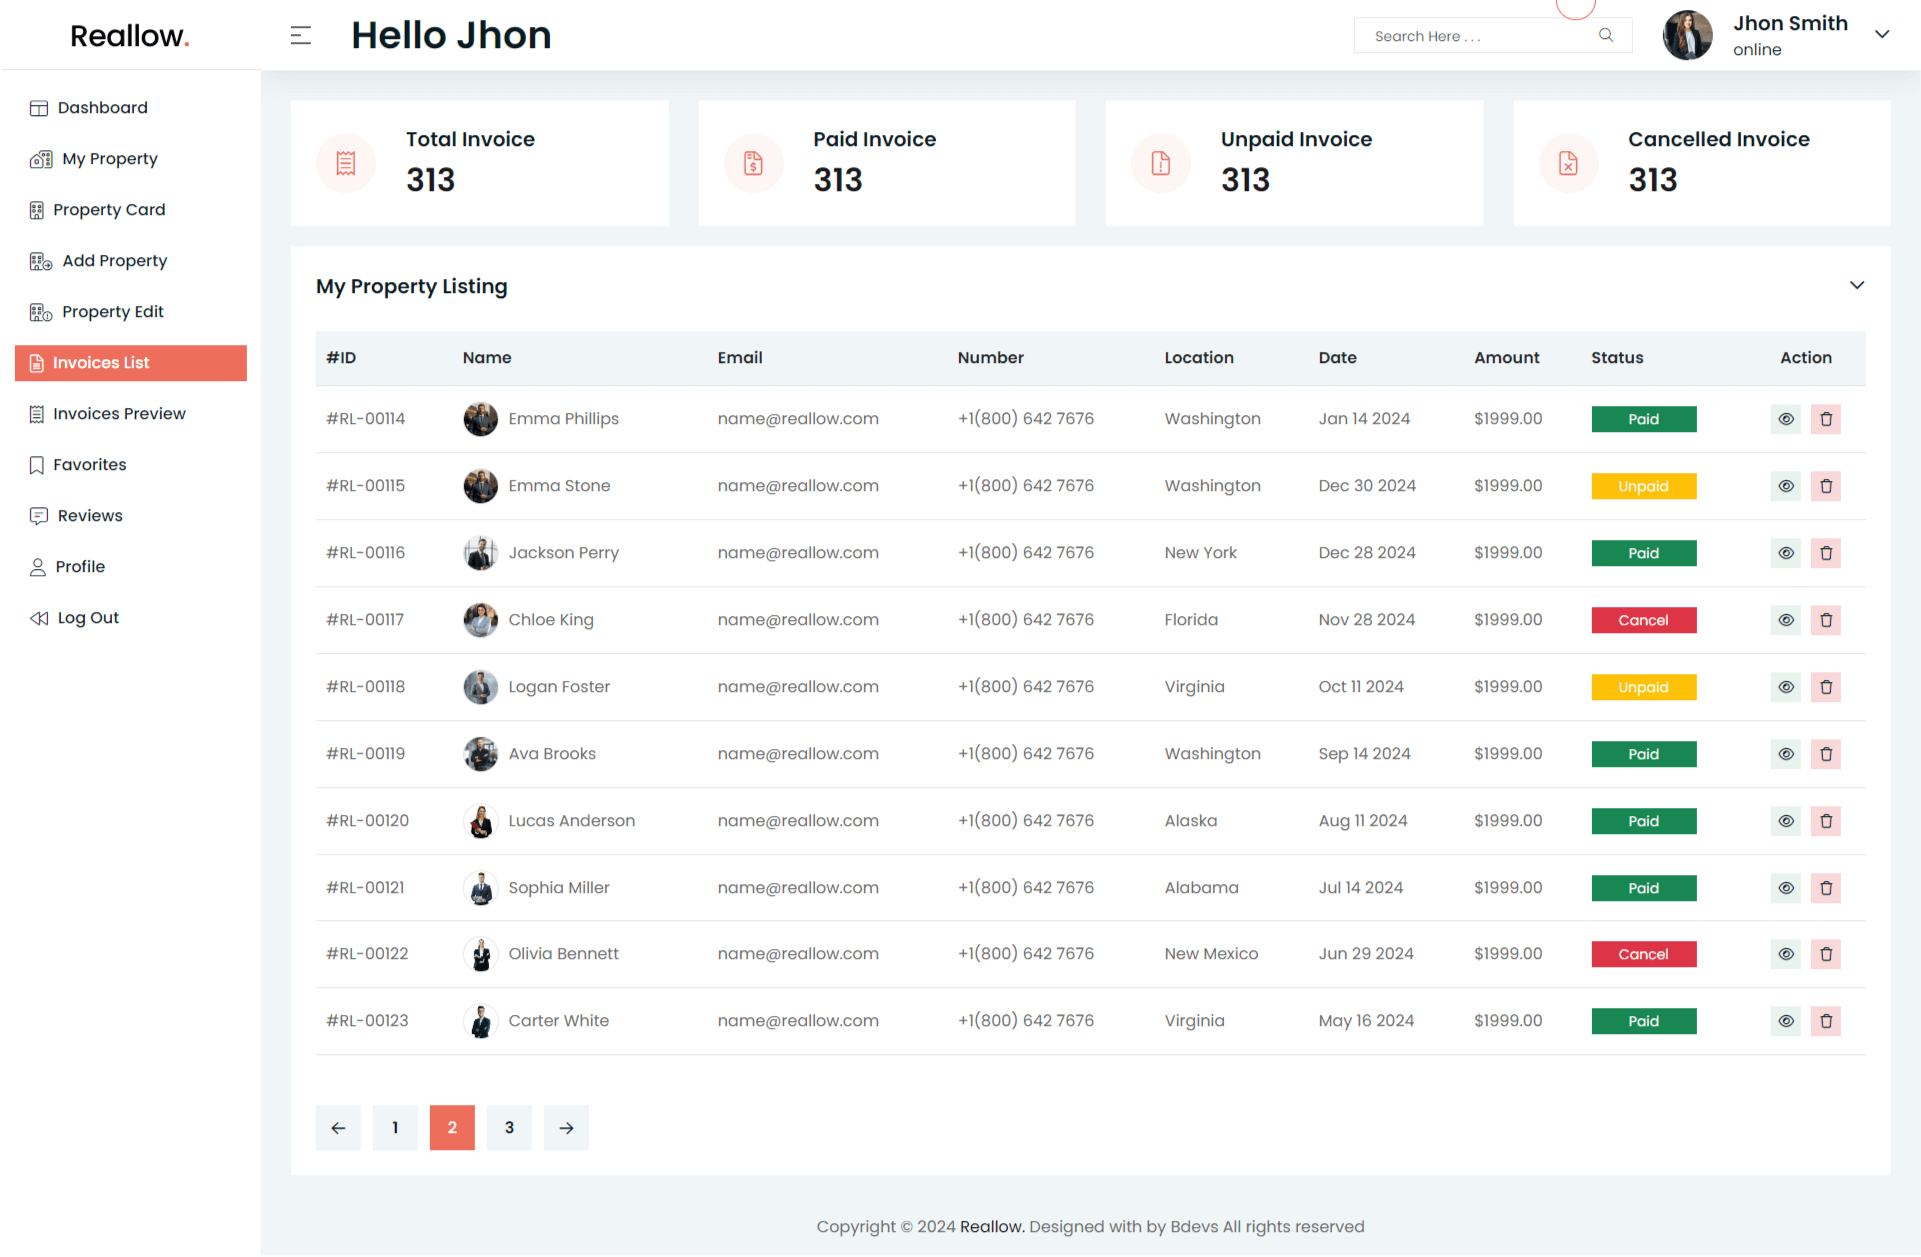 Reallow.
Hello Jhon
Search Here . . .
Jhon Smith
online
Dashboard
My Property
Property Card
Add Property
Property Edit
Invoices List
Invoices Preview
Favorites
Reviews
Profile
Log Out
Total Invoice
313
Paid Invoice
313
Unpaid Invoice
313
Cancelled Invoice
313
My Property Listing
#ID Name Email Number Location Date Amount Status Action
#RL-00114 Emma Phillips name@reallow.com +1(800) 642 7676 Washington Jan 14 2024 $1999.00 Paid
#RL-00115 Emma Stone name@reallow.com +1(800) 642 7676 Washington Dec 30 2024 $1999.00 Unpaid
#RL-00116 Jackson Perry name@reallow.com +1(800) 642 7676 New York Dec 28 2024 $1999.00 Paid
#RL-00117 Chloe King name@reallow.com +1(800) 642 7676 Florida Nov 28 2024 $1999.00 Cancel
#RL-00118 Logan Foster name@reallow.com +1(800) 642 7676 Virginia Oct 11 2024 $1999.00 Unpaid
#RL-00119 Ava Brooks name@reallow.com +1(800) 642 7676 Washington Sep 14 2024 $1999.00 Paid
#RL-00120 Lucas Anderson name@reallow.com +1(800) 642 7676 Alaska Aug 11 2024 $1999.00 Paid
#RL-00121 Sophia Miller name@reallow.com +1(800) 642 7676 Alabama Jul 14 2024 $1999.00 Paid
#RL-00122 Olivia Bennett name@reallow.com +1(800) 642 7676 New Mexico Jun 29 2024 $1999.00 Cancel
#RL-00123 Carter White name@reallow.com +1(800) 642 7676 Virginia May 16 2024 $1999.00 Paid
← 1 2 3 →
Copyright © 2024 Reallow. Designed with by Bdevs All rights reserved